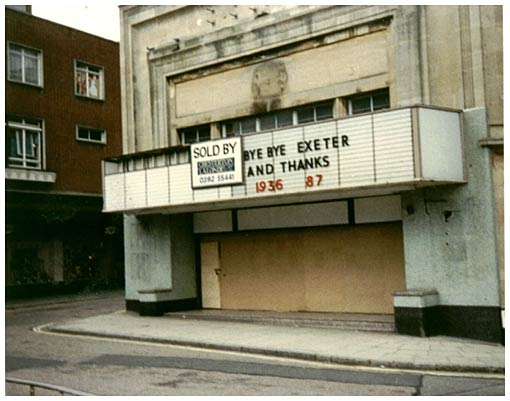 SOLD BY
0392 55441
BYE BYE EXETER
AND THANKS
1936 87